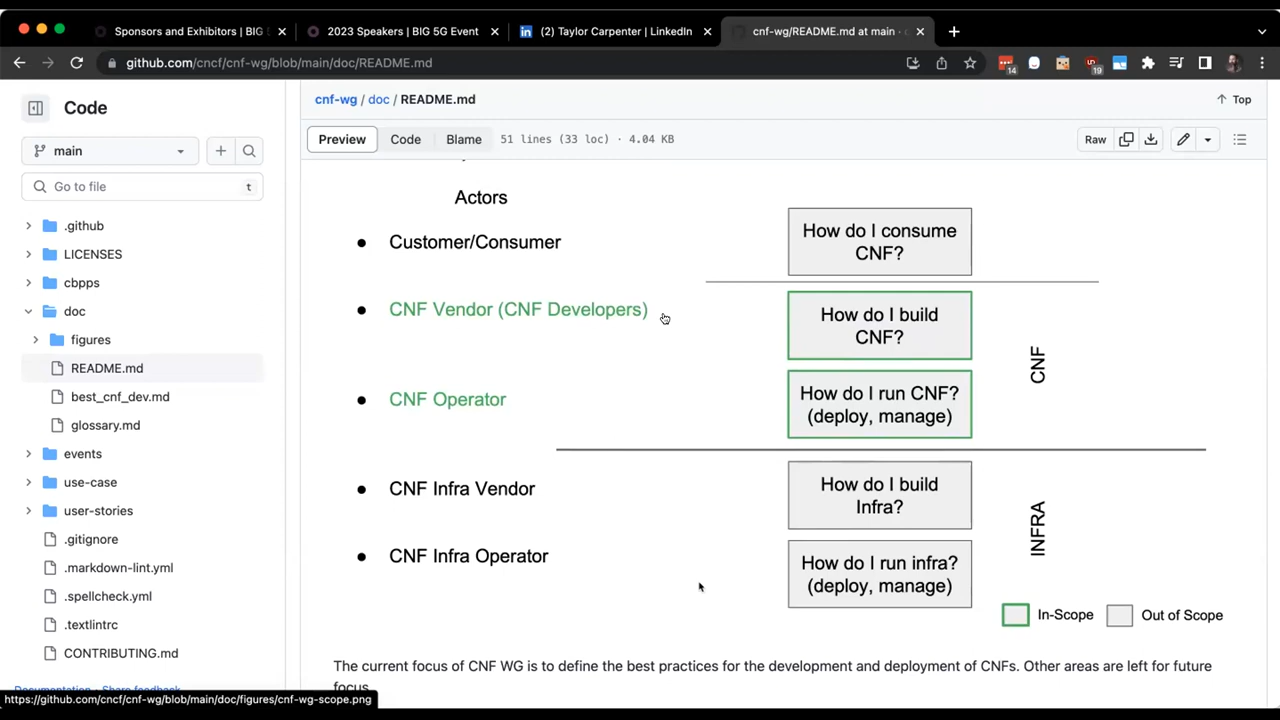 Sponsors and Exhibitors | BIG
2023 Speakers | BIG 5G Event
(2) Taylor Carpenter | LinkedIn
cnf-wg/README.md at main ·
github.com/cncf/cnf-wg/blob/main/doc/README.md
14
19
Code
cnf-wg / doc / README.md
Top
main
Preview
Code
Blame
51 lines (33 loc) · 4.04 KB
Raw
Go to file
t
.github
LICENSES
cbpps
doc
figures
README.md
best_cnf_dev.md
glossary.md
events
use-case
user-stories
.gitignore
.markdown-lint.yml
.spellcheck.yml
.textlintrc
CONTRIBUTING.md
Documentation · Share feedback
Actors
Customer/Consumer
How do I consume
CNF?
CNF Vendor (CNF Developers)
How do I build
CNF?
CNF
CNF Operator
How do I run CNF?
(deploy, manage)
CNF Infra Vendor
How do I build
Infra?
INFRA
CNF Infra Operator
How do I run infra?
(deploy, manage)
In-Scope
Out of Scope
The current focus of CNF WG is to define the best practices for the development and deployment of CNFs. Other areas are left for future
focus.
https://github.com/cncf/cnf-wg/blob/main/doc/figures/cnf-wg-scope.png